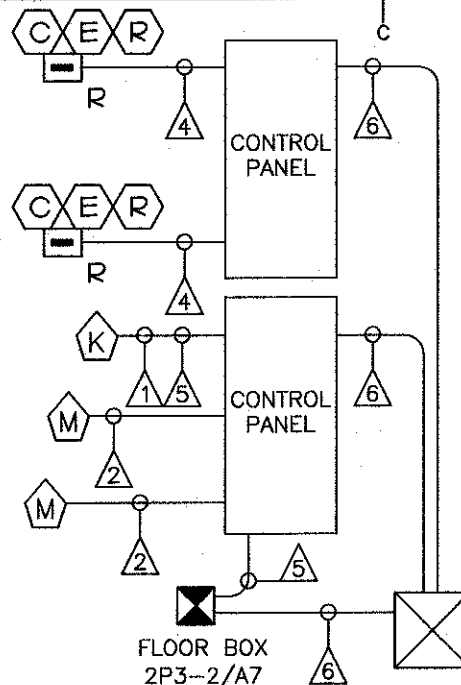 C
C E R
R
4
6
CONTROL
PANEL
C E R
R
4
K
1
5
6
CONTROL
PANEL
M
2
M
2
5
FLOOR BOX
2P3-2/A7
6